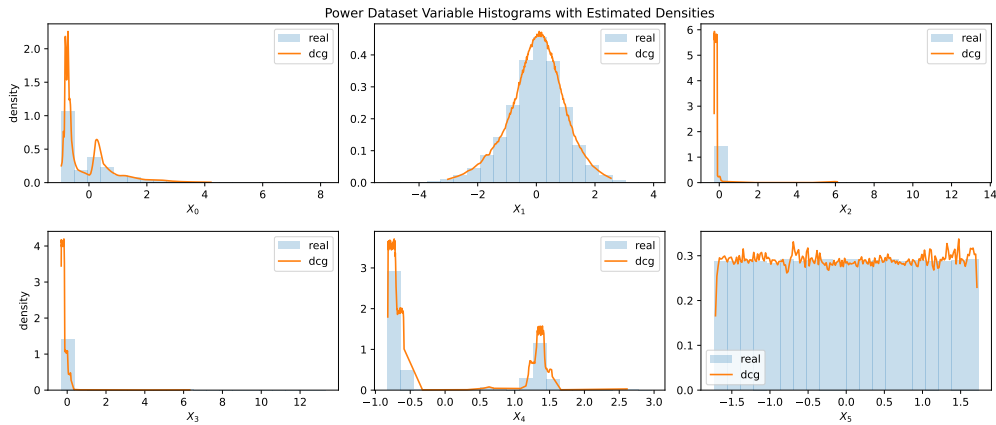 Power Dataset Variable Histograms with Estimated Densities
density
2.0
1.5
1.0
0.5
0.0
real
dcg
0 2 4 6 8
X0
0.4
0.3
0.2
0.1
0.0
real
dcg
−4 −2 0 2 4
X1
6
5
4
3
2
1
0
real
dcg
0 2 4 6 8 10 12 14
X2
density
4
3
2
1
0
real
dcg
0 2 4 6 8 10 12
X3
3
2
1
0
real
dcg
−1.0 −0.5 0.0 0.5 1.0 1.5 2.0 2.5 3.0
X4
0.3
0.2
0.1
0.0
real
dcg
−1.5 −1.0 −0.5 0.0 0.5 1.0 1.5
X5